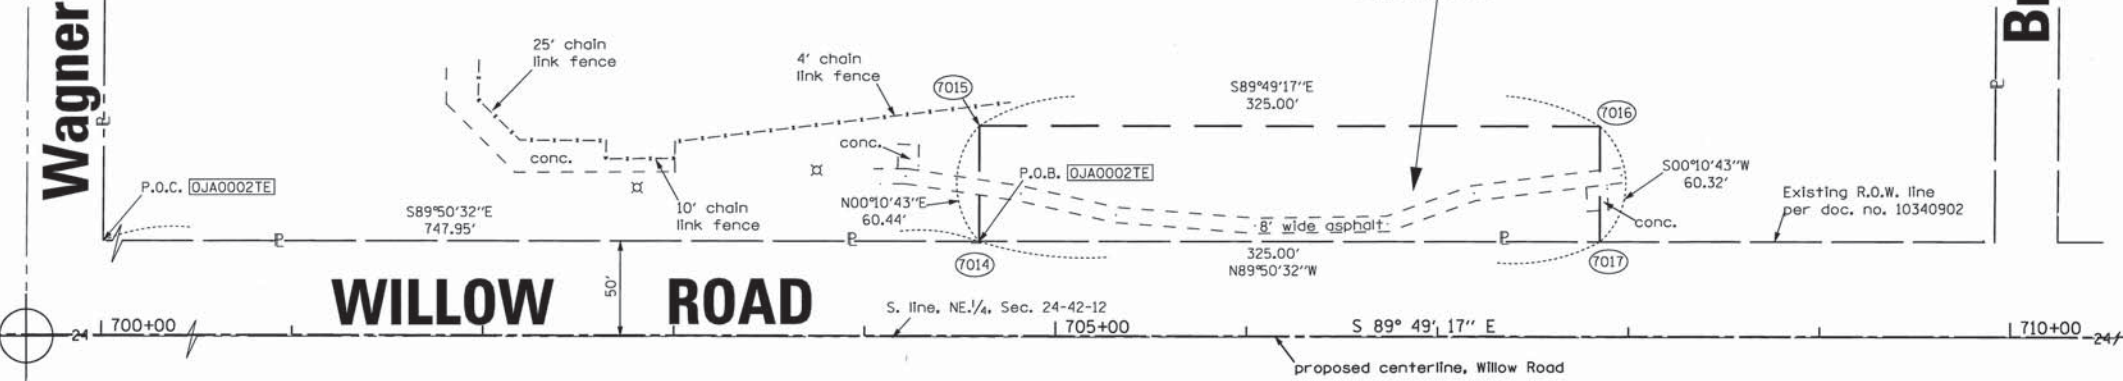 Wagner
25' chain
link fence
4' chain
link fence
7015
S89°49'17"E
325.00'
7016
conc.
conc.
P.O.C. 0JA0002TE
P.O.B. 0JA0002TE
S00°10'43"W
60.32'
N00°10'43"E
60.44'
Existing R.O.W. line
per doc. no. 10340902
S89°50'32"E
747.95'
10' chain
link fence
8' wide asphalt
conc.
325.00'
N89°50'32"W
7014
7017
50'
WILLOW ROAD
S. line, NE.1/4, Sec. 24-42-12
24
700+00
705+00
S 89° 49' 17" E
710+00
24/
proposed centerline, Willow Road